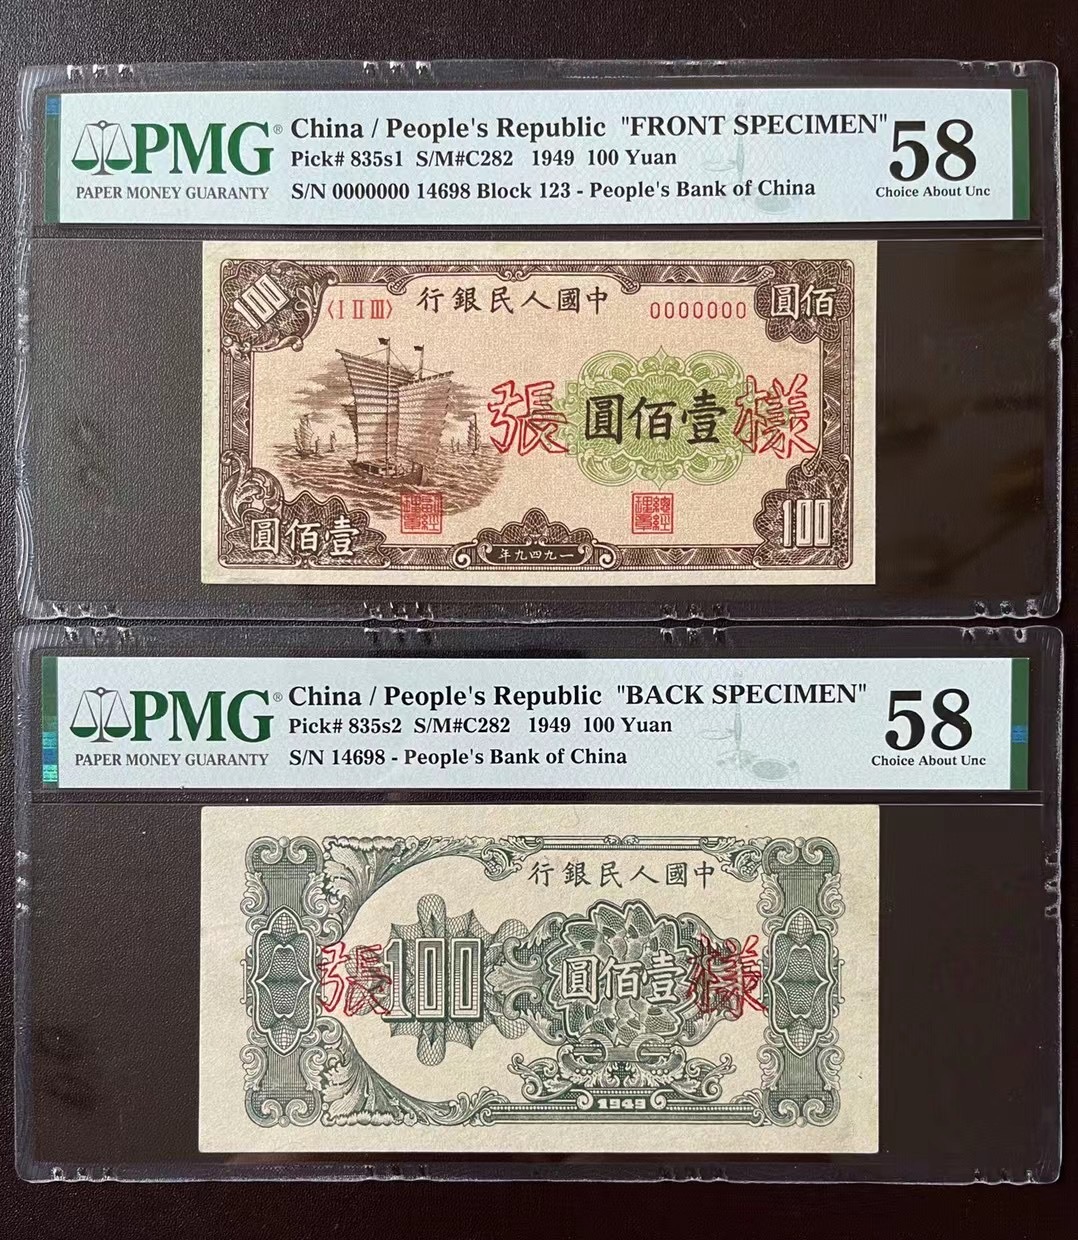 PMG®
PAPER MONEY GUARANTY
China / People's Republic "FRONT SPECIMEN"
Pick# 835s1 S/M#C282 1949 100 Yuan
S/N 0000000 14698 Block 123 - People's Bank of China
58
Choice About Unc
100
〈I II III〉
行銀民人國中
0000000
圓佰
張
圓佰壹
樣
圓佰壹
年九四九一
100
PMG®
PAPER MONEY GUARANTY
China / People's Republic "BACK SPECIMEN"
Pick# 835s2 S/M#C282 1949 100 Yuan
S/N 14698 - People's Bank of China
58
Choice About Unc
行銀民人國中
張
100
圓佰壹
樣
1949